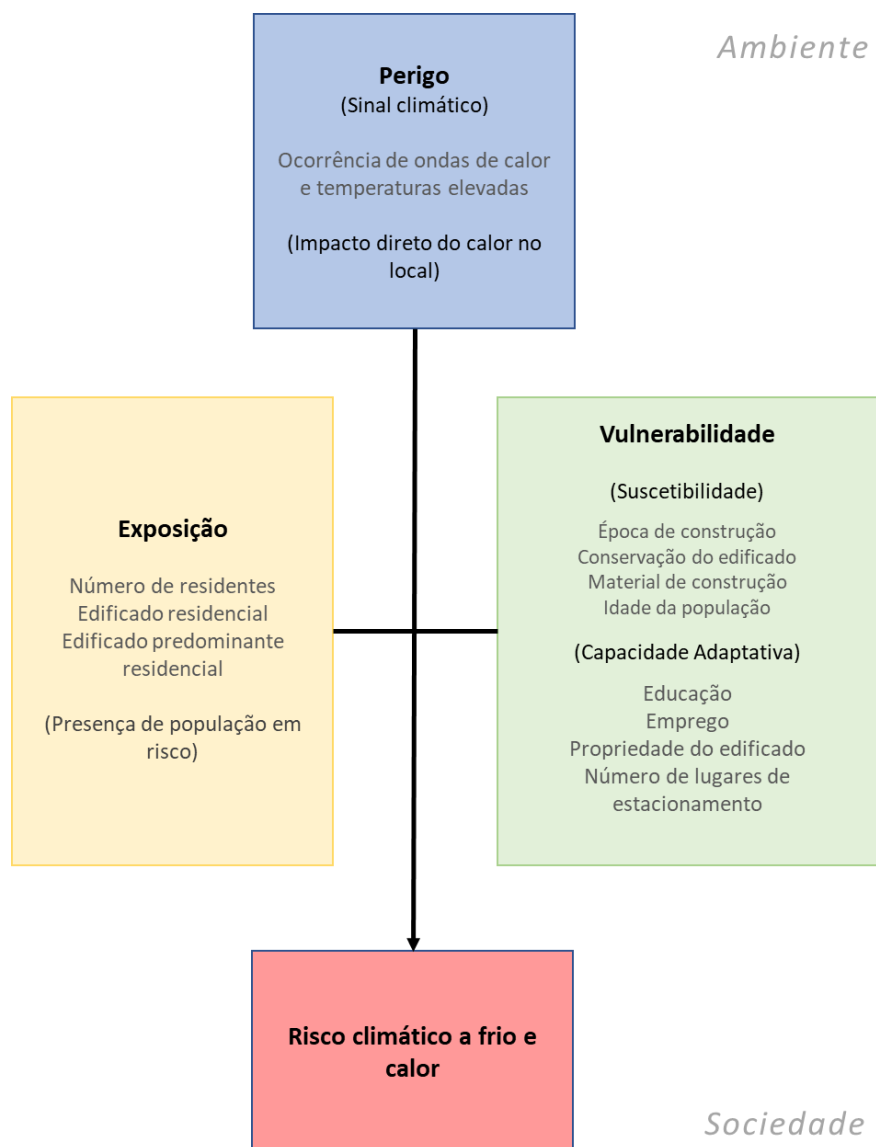 Ambiente
Perigo
(Sinal climático)
Ocorrência de ondas de calor
e temperaturas elevadas
(Impacto direto do calor no
local)
Exposição
Número de residentes
Edificado residencial
Edificado predominante
residencial
(Presença de população em
risco)
Vulnerabilidade
(Suscetibilidade)
Época de construção
Conservação do edificado
Material de construção
Idade da população
(Capacidade Adaptativa)
Educação
Emprego
Propriedade do edificado
Número de lugares de
estacionamento
Risco climático a frio e
calor
Sociedade